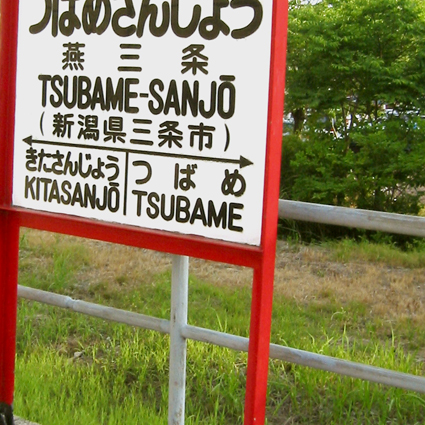 つばめさんじょう
燕三条
TSUBAME-SANJŌ
(新潟県三条市)
きたさんじょう つばめ
KITASANJŌ TSUBAME